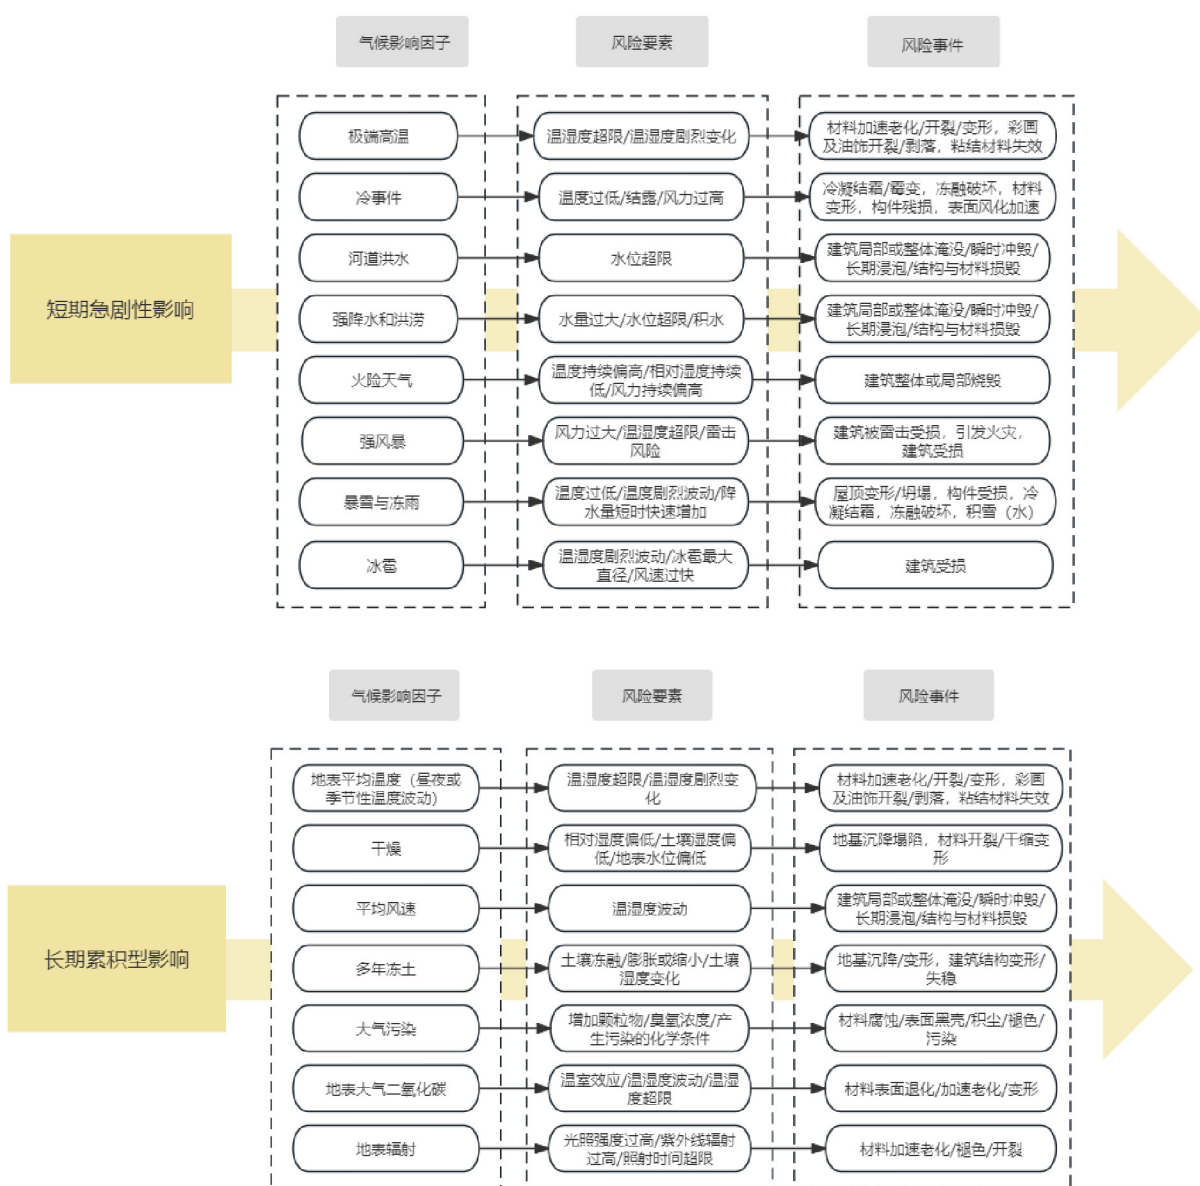 气候影响因子
风险要素
风险事件
短期急剧性影响
极端高温
温湿度超限/温湿度剧烈变化
材料加速老化/开裂/变形，彩画
及油饰开裂/剥落，粘结材料失效
冷事件
温度过低/结露/风力过高
冷凝结霜/霉变，冻融破坏，材料
变形，构件残损，表面风化加速
河道洪水
水位超限
建筑局部或整体淹没/瞬时冲毁/
长期浸泡/结构与材料损毁
强降水和洪涝
水量过大/水位超限/积水
建筑局部或整体淹没/瞬时冲毁/
长期浸泡/结构与材料损毁
火险天气
温度持续偏高/相对湿度持续
低/风力持续偏高
建筑整体或局部烧毁
强风暴
风力过大/温湿度超限/雷击
风险
建筑被雷击受损，引发火灾，
建筑受损
暴雪与冻雨
温度过低/温度剧烈波动/降
水量短时快速增加
屋顶变形/坍塌，构件受损，冷
凝结霜，冻融破坏，积雪（水）
冰雹
温湿度剧烈波动/冰雹最大
直径/风速过快
建筑受损
气候影响因子
风险要素
风险事件
长期累积型影响
地表平均温度（昼夜或
季节性温度波动）
温湿度超限/温湿度剧烈变
化
材料加速老化/开裂/变形，彩画
及油饰开裂/剥落，粘结材料失效
干燥
相对湿度偏低/土壤湿度偏
低/地表水位偏低
地基沉降塌陷，材料开裂/干缩变
形
平均风速
温湿度波动
建筑局部或整体淹没/瞬时冲毁/
长期浸泡/结构与材料损毁
多年冻土
土壤冻融/膨胀或缩小/土壤
湿度变化
地基沉降/变形，建筑结构变形/
失稳
大气污染
增加颗粒物/臭氧浓度/产
生污染的化学条件
材料腐蚀/表面黑壳/积尘/褪色/
污染
地表大气二氧化碳
温室效应/温湿度波动/温湿
度超限
材料表面退化/加速老化/变形
地表辐射
光照强度过高/紫外线辐射
过高/照射时间超限
材料加速老化/褪色/开裂